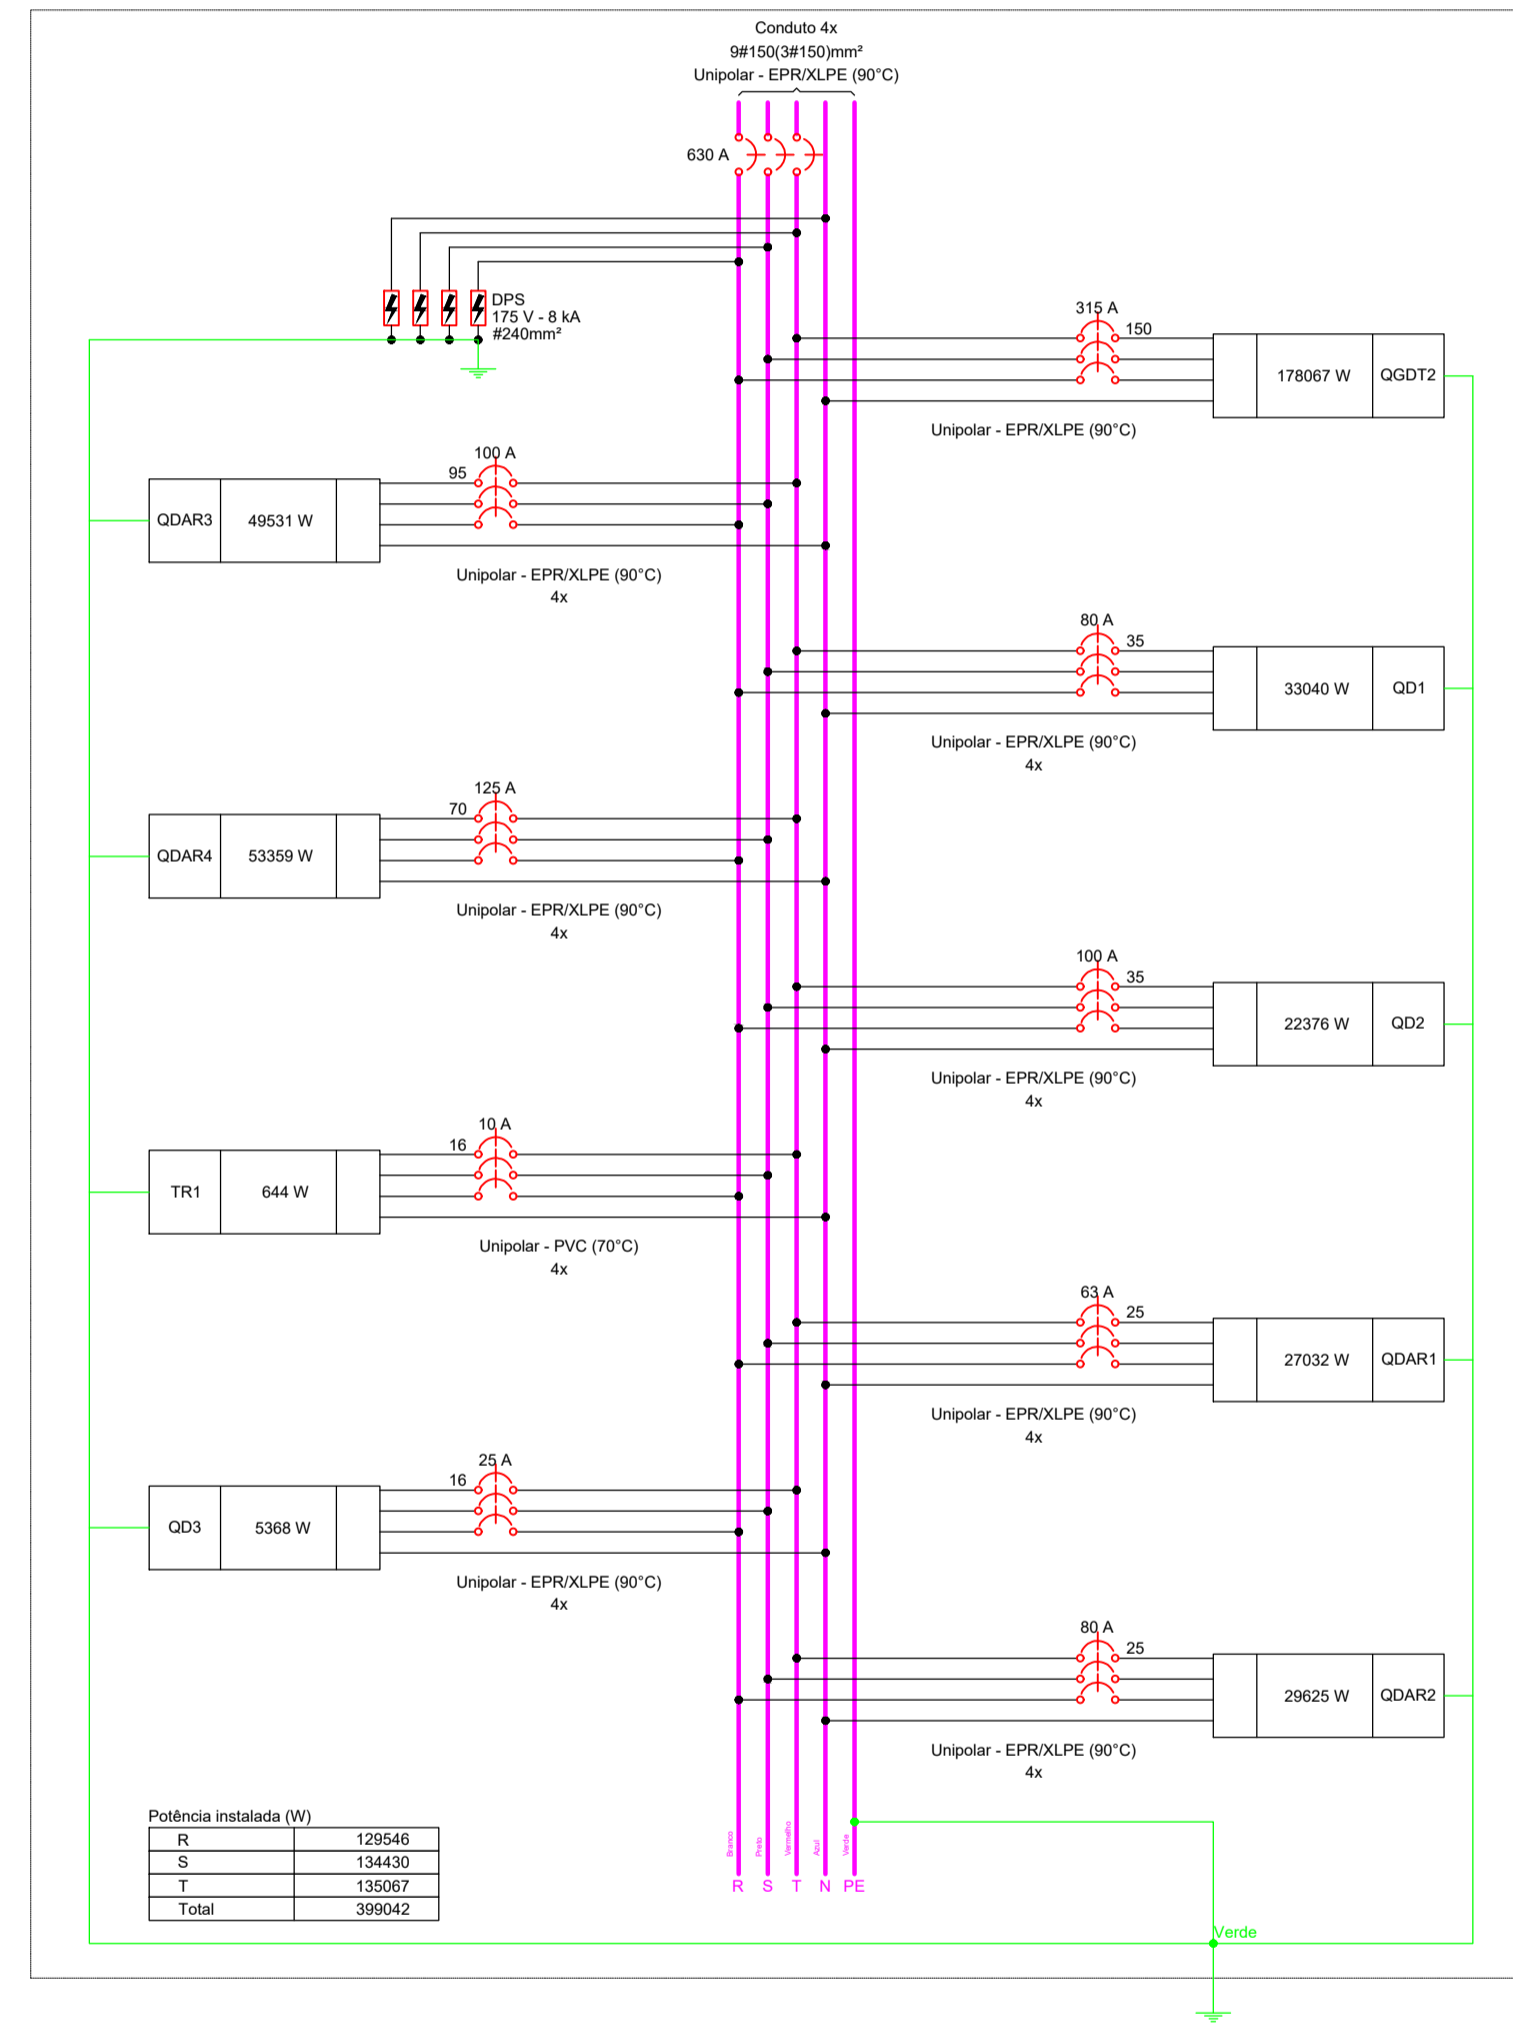 Conduto 4x
9#150(3#150)mm²
Unipolar - EPR/XLPE (90°C)
630 A
DPS
175 V - 8 kA
#240mm²
315 A
150
178067 W
QGDT2
Unipolar - EPR/XLPE (90°C)
100 A
95
QDAR3
49531 W
Unipolar - EPR/XLPE (90°C)
4x
80 A
35
33040 W
QD1
Unipolar - EPR/XLPE (90°C)
4x
125 A
70
QDAR4
53359 W
Unipolar - EPR/XLPE (90°C)
4x
100 A
35
22376 W
QD2
Unipolar - EPR/XLPE (90°C)
4x
10 A
16
TR1
644 W
Unipolar - PVC (70°C)
4x
63 A
25
27032 W
QDAR1
Unipolar - EPR/XLPE (90°C)
4x
25 A
16
QD3
5368 W
Unipolar - EPR/XLPE (90°C)
4x
80 A
25
29625 W
QDAR2
Unipolar - EPR/XLPE (90°C)
4x
Potência instalada (W)
R 129546
S 134430
T 135067
Total 399042
Branco
Preto
Vermelho
Azul
Verde
R S T N PE
Verde